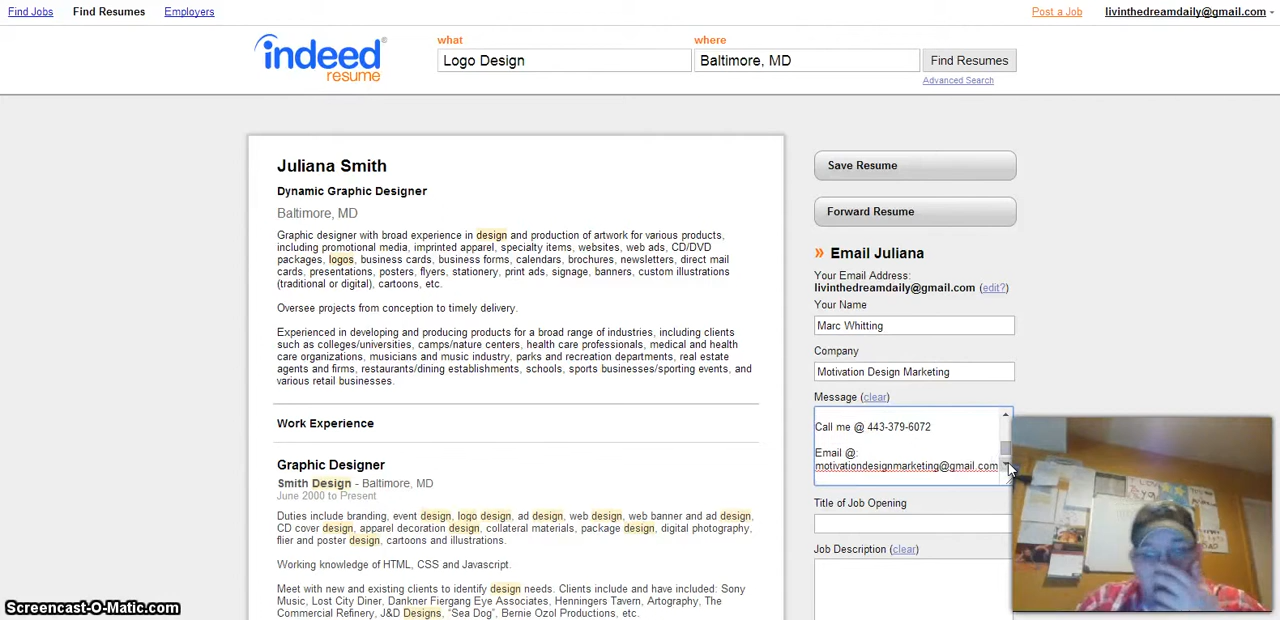 Find Jobs Find Resumes Employers Post a Job livinthedreamdaily@gmail.com
indeed®
resume
what
where
Logo Design
Baltimore, MD
Find Resumes
Advanced Search
Juliana Smith
Dynamic Graphic Designer
Baltimore, MD
Graphic designer with broad experience in design and production of artwork for various products,
including promotional media, imprinted apparel, specialty items, websites, web ads, CD/DVD
packages, logos, business cards, business forms, calendars, brochures, newsletters, direct mail
cards, presentations, posters, flyers, stationery, print ads, signage, banners, custom illustrations
(traditional or digital), cartoons, etc.
Oversee projects from conception to timely delivery.
Experienced in developing and producing products for a broad range of industries, including clients
such as colleges/universities, camps/nature centers, health care professionals, medical and health
care organizations, musicians and music industry, parks and recreation departments, real estate
agents and firms, restaurants/dining establishments, schools, sports businesses/sporting events, and
various retail businesses.
Work Experience
Graphic Designer
Smith Design - Baltimore, MD
June 2000 to Present
Duties include branding, event design, logo design, ad design, web design, web banner and ad design,
CD cover design, apparel decoration design, collateral materials, package design, digital photography,
flier and poster design, cartoons and illustrations.
Working knowledge of HTML, CSS and Javascript.
Meet with new and existing clients to identify design needs. Clients include and have included: Sony
Music, Lost City Diner, Dankner Fiergang Eye Associates, Henningers Tavern, Artography, The
Commercial Refining, J&D Designs, "Sea Dog", Bernie Ozol Productions, etc.
Save Resume
Forward Resume
» Email Juliana
Your Email Address:
livinthedreamdaily@gmail.com (edit?)
Your Name
Marc Whitting
Company
Motivation Design Marketing
Message (clear)
Call me @ 443-379-6072
Email @:
motivationdesignmarketing@gmail.com
Title of Job Opening
Job Description (clear)
Screencast-O-Matic.com